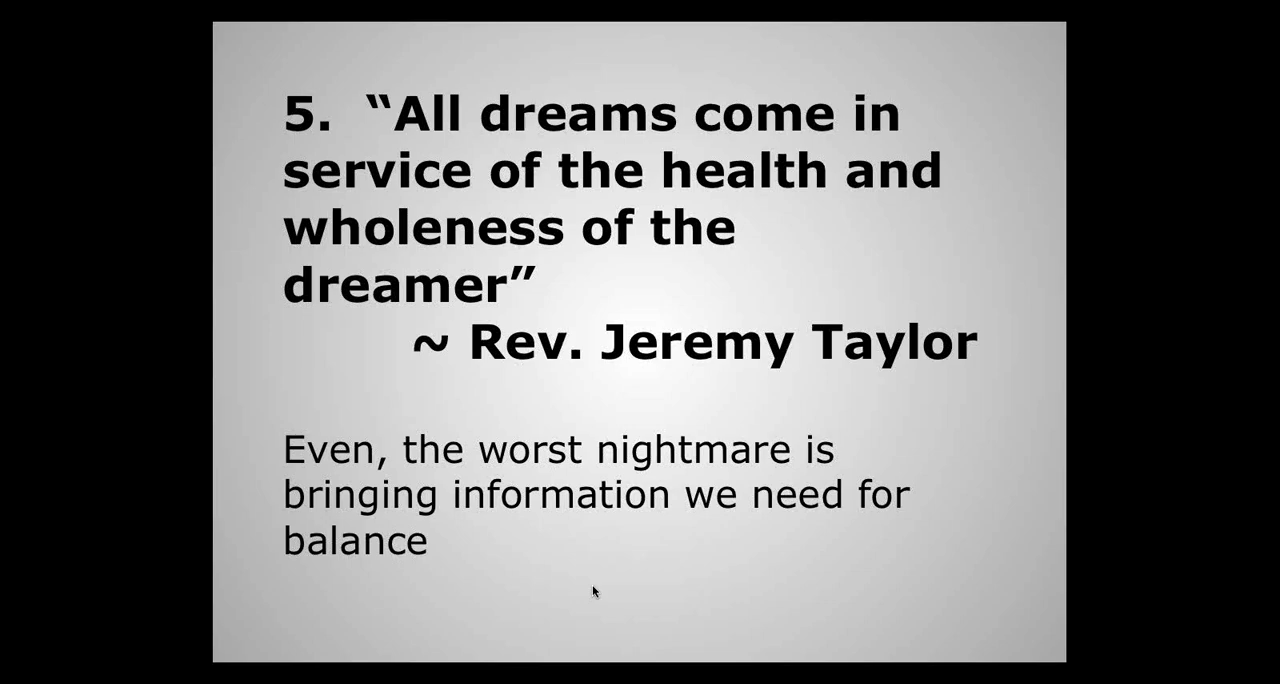 5.  “All dreams come in
service of the health and
wholeness of the
dreamer”
~ Rev. Jeremy Taylor
Even, the worst nightmare is
bringing information we need for
balance